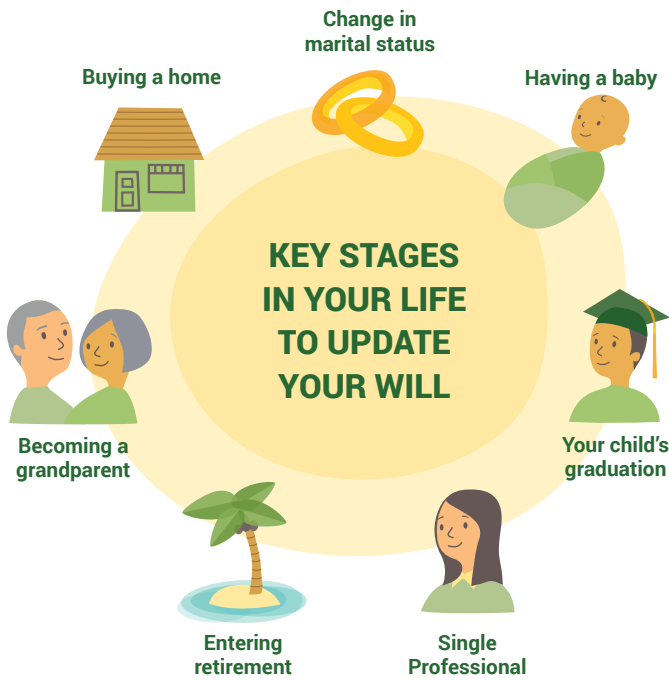 Change in
marital status
Buying a home
Having a baby
KEY STAGES
IN YOUR LIFE
TO UPDATE
YOUR WILL
Becoming a
grandparent
Your child's
graduation
Entering
retirement
Single
Professional